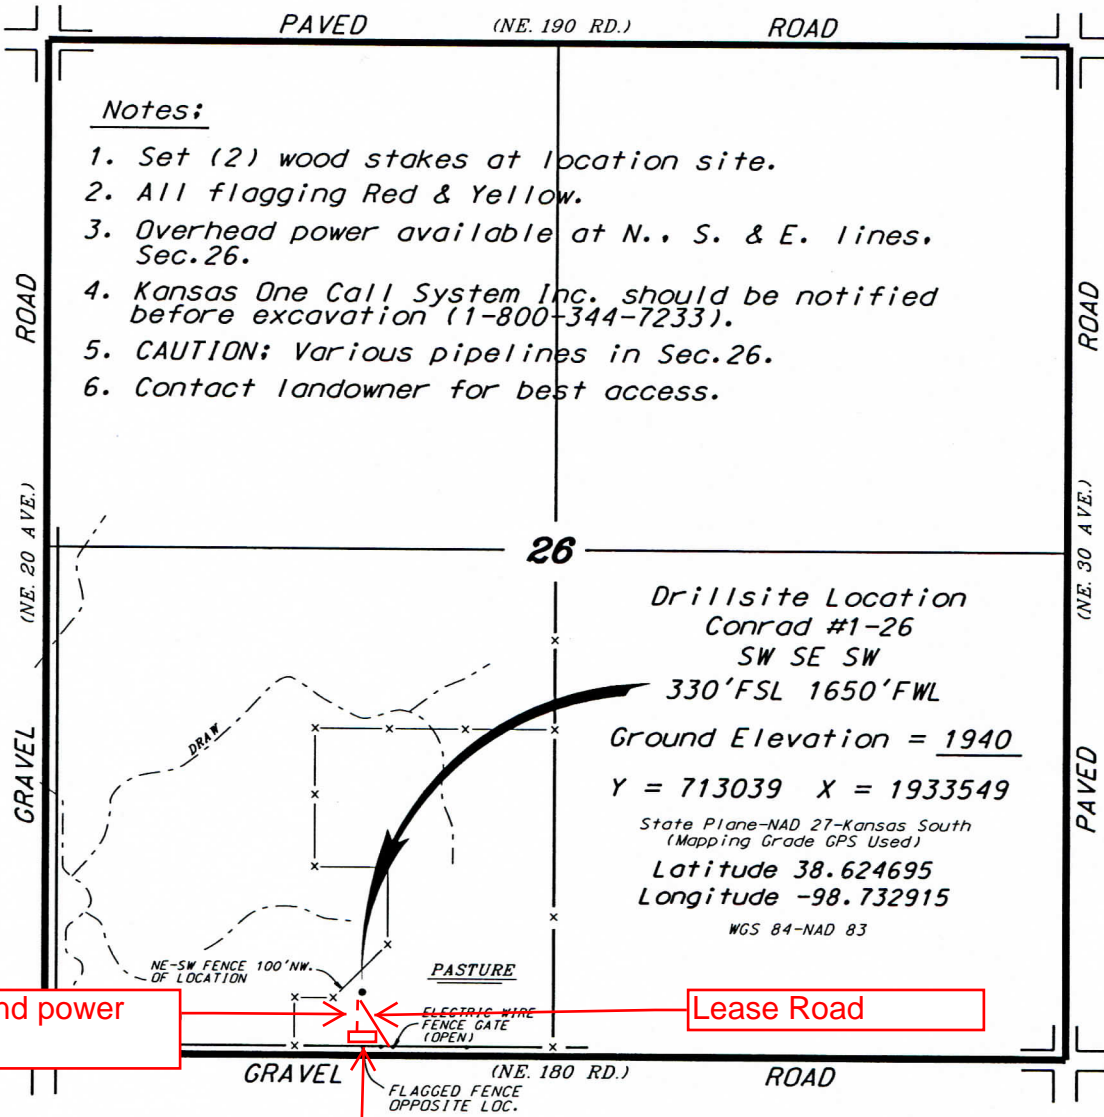 PAVED (NE. 190 RD.) ROAD
Notes:
1. Set (2) wood stakes at location site.
2. All flagging Red & Yellow.
3. Overhead power available at N., S. & E. lines,
Sec.26.
4. Kansas One Call System Inc. should be notified
before excavation (1-800-344-7233).
5. CAUTION: Various pipelines in Sec.26.
6. Contact landowner for best access.
ROAD
(NE. 20 AVE.)
GRAVEL
ROAD
(NE. 30 AVE.)
PAVED
26
Drillsite Location
Conrad #1-26
SW SE SW
330'FSL 1650'FWL
Ground Elevation = 1940
Y = 713039 X = 1933549
State Plane-NAD 27-Kansas South
(Mapping Grade GPS Used)
Latitude 38.624695
Longitude -98.732915
WGS 84-NAD 83
DRAW
NE-SW FENCE 100'NW.
OF LOCATION
PASTURE
power
Lease Road
ELECTRIC WIRE
FENCE GATE
(OPEN)
GRAVEL (NE. 180 RD.) ROAD
FLAGGED FENCE
OPPOSITE LOC.